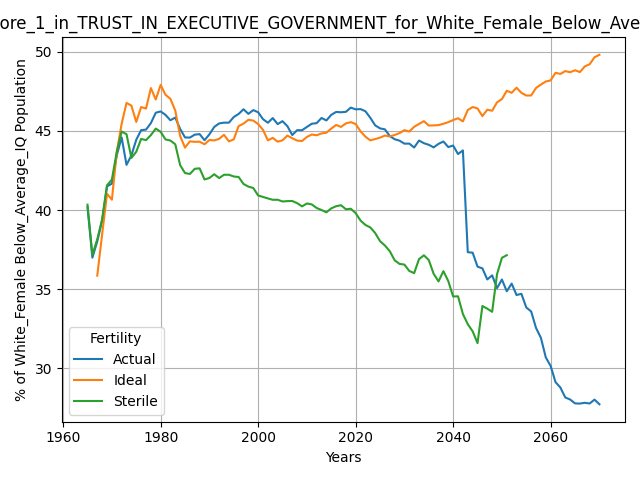 ore_1_in_TRUST_IN_EXECUTIVE_GOVERNMENT_for_White_Female_Below_Ave
% of White_Female Below_Average_IQ Population
50
45
40
35
30
Fertility
Actual
Ideal
Sterile
1960 1980 2000 2020 2040 2060
Years